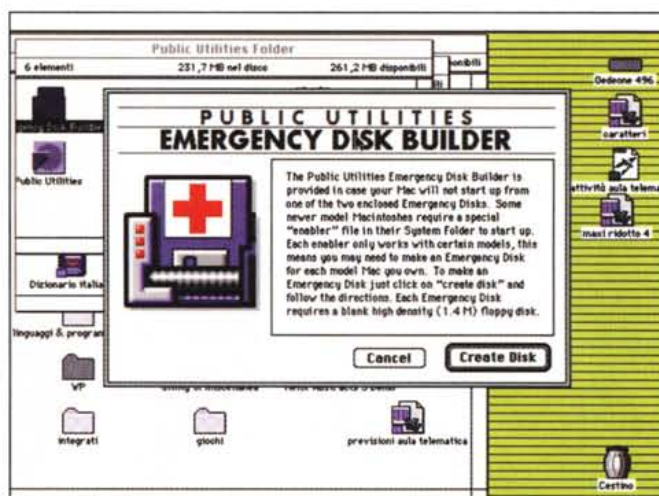 Public Utilities Folder
6 elementi 231,7 MB nel disco 261,2 MB disponibili
onibili
Gedeone 496
caratteri
attività aula telema
maxi ridotto 4
Public Utilities
PUBLIC UTILITIES
EMERGENCY DISK BUILDER
The Public Utilities Emergency Disk Builder is
provided in case your Mac will not start up from
one of the two enclosed Emergency Disks. Some
newer model Macintoshes require a special
"enabler" file in their System Folder to start up.
Each enabler only works with certain models, this
means you may need to make an Emergency Disk
for each model Mac you own. To make an
Emergency Disk just click on "create disk" and
follow the directions. Each Emergency Disk
requires a blank high density (1.4 M) floppy disk.
Cancel Create Disk
Dizionario italia
linguaggi & program
WP
integrati giochi previsioni aula telematica
Cestino